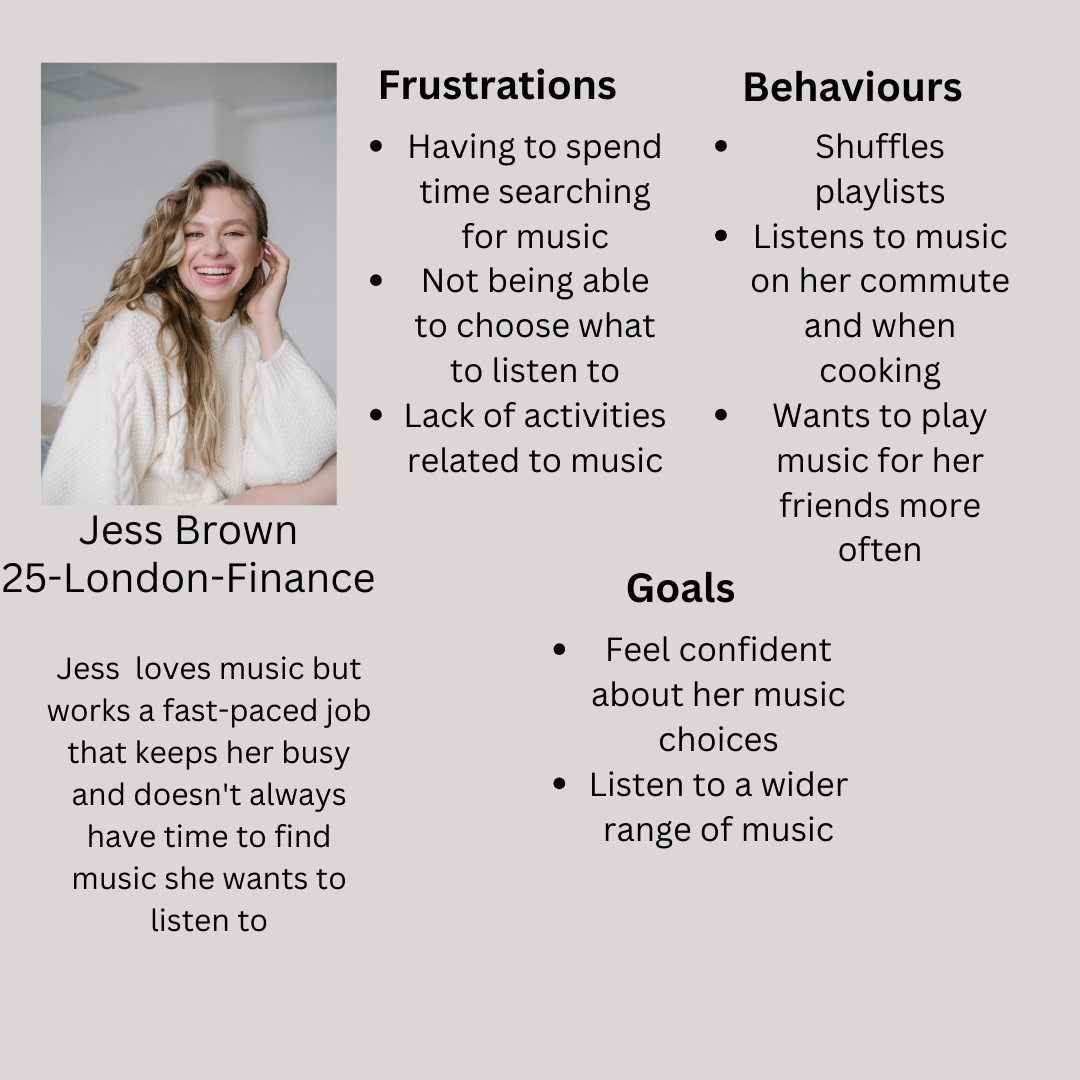 Frustrations
Having to spend
time searching
for music
Not being able
to choose what
to listen to
Lack of activities
related to music
Behaviours
Shuffles
playlists
Listens to music
on her commute
and when
cooking
Wants to play
music for her
friends more
often
Jess Brown
25-London-Finance
Jess  loves music but
works a fast-paced job
that keeps her busy
and doesn't always
have time to find
music she wants to
listen to
Goals
Feel confident
about her music
choices
Listen to a wider
range of music